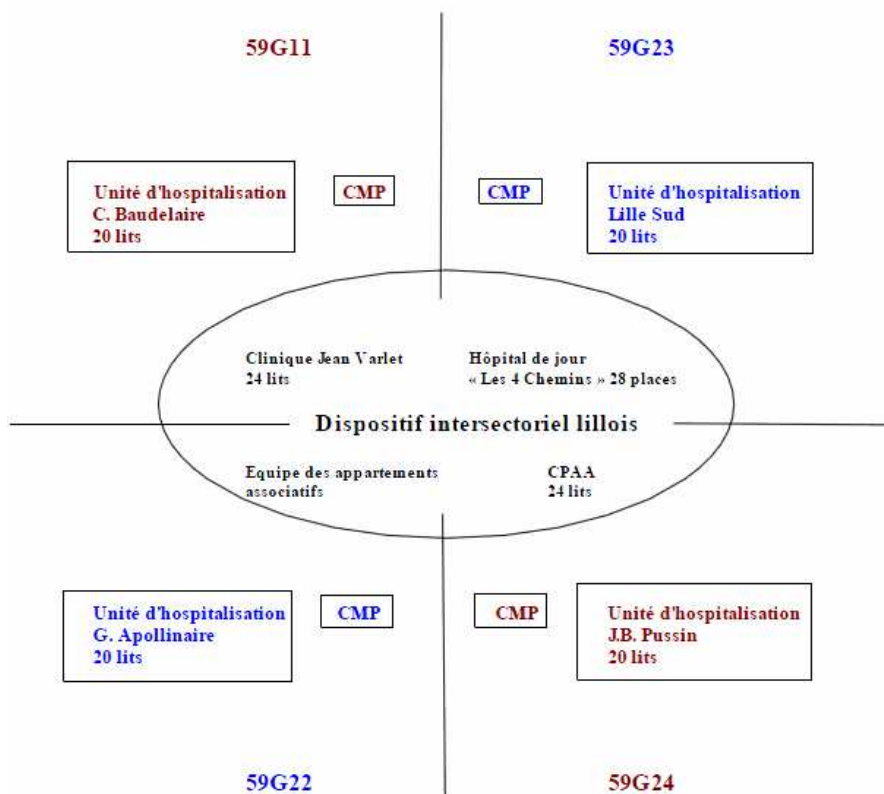 59G11
59G23
Unité d'hospitalisation
C. Baudelaire
20 lits
CMP
CMP
Unité d'hospitalisation
Lille Sud
20 lits
Clinique Jean Varlet
24 lits
Hôpital de jour
« Les 4 Chemins » 28 places
Dispositif intersectoriel lillois
Equipe des appartements
associatifs
CPAA
24 lits
Unité d'hospitalisation
G. Apollinaire
20 lits
CMP
CMP
Unité d'hospitalisation
J.B. Pussin
20 lits
59G22
59G24